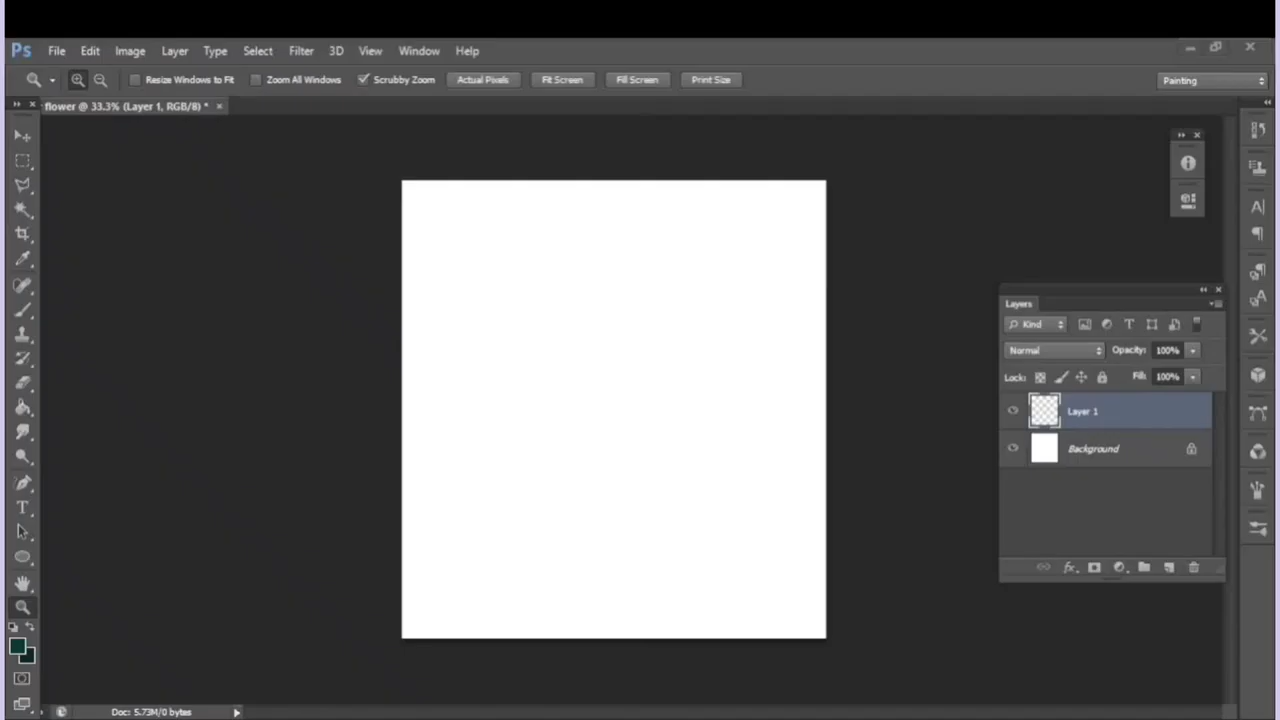 Ps File Edit Image Layer Type Select Filter 3D View Window Help
Resize Windows to Fit Zoom All Windows Scrubby Zoom Actual Pixels Fit Screen Fill Screen Print Size Painting
flower @ 33.3% (Layer 1, RGB/8) *
Layers
Kind
Normal Opacity: 100%
Lock: Fill: 100%
Layer 1
Background
Doc: 5.73M/0 bytes